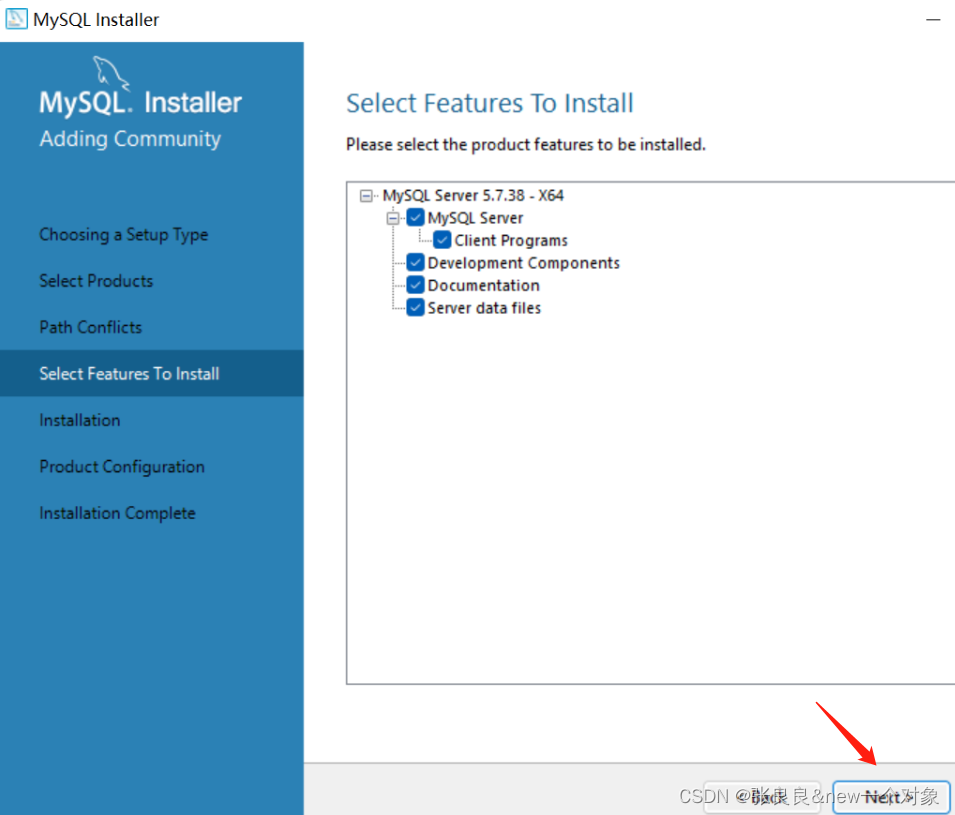 MySQL Installer
MySQL. Installer
Adding Community
Choosing a Setup Type
Select Products
Path Conflicts
Select Features To Install
Installation
Product Configuration
Installation Complete
Select Features To Install
Please select the product features to be installed.
MySQL Server 5.7.38 - X64
MySQL Server
Client Programs
Development Components
Documentation
Server data files
< Back
Next >
CSDN @张良良&new一个对象